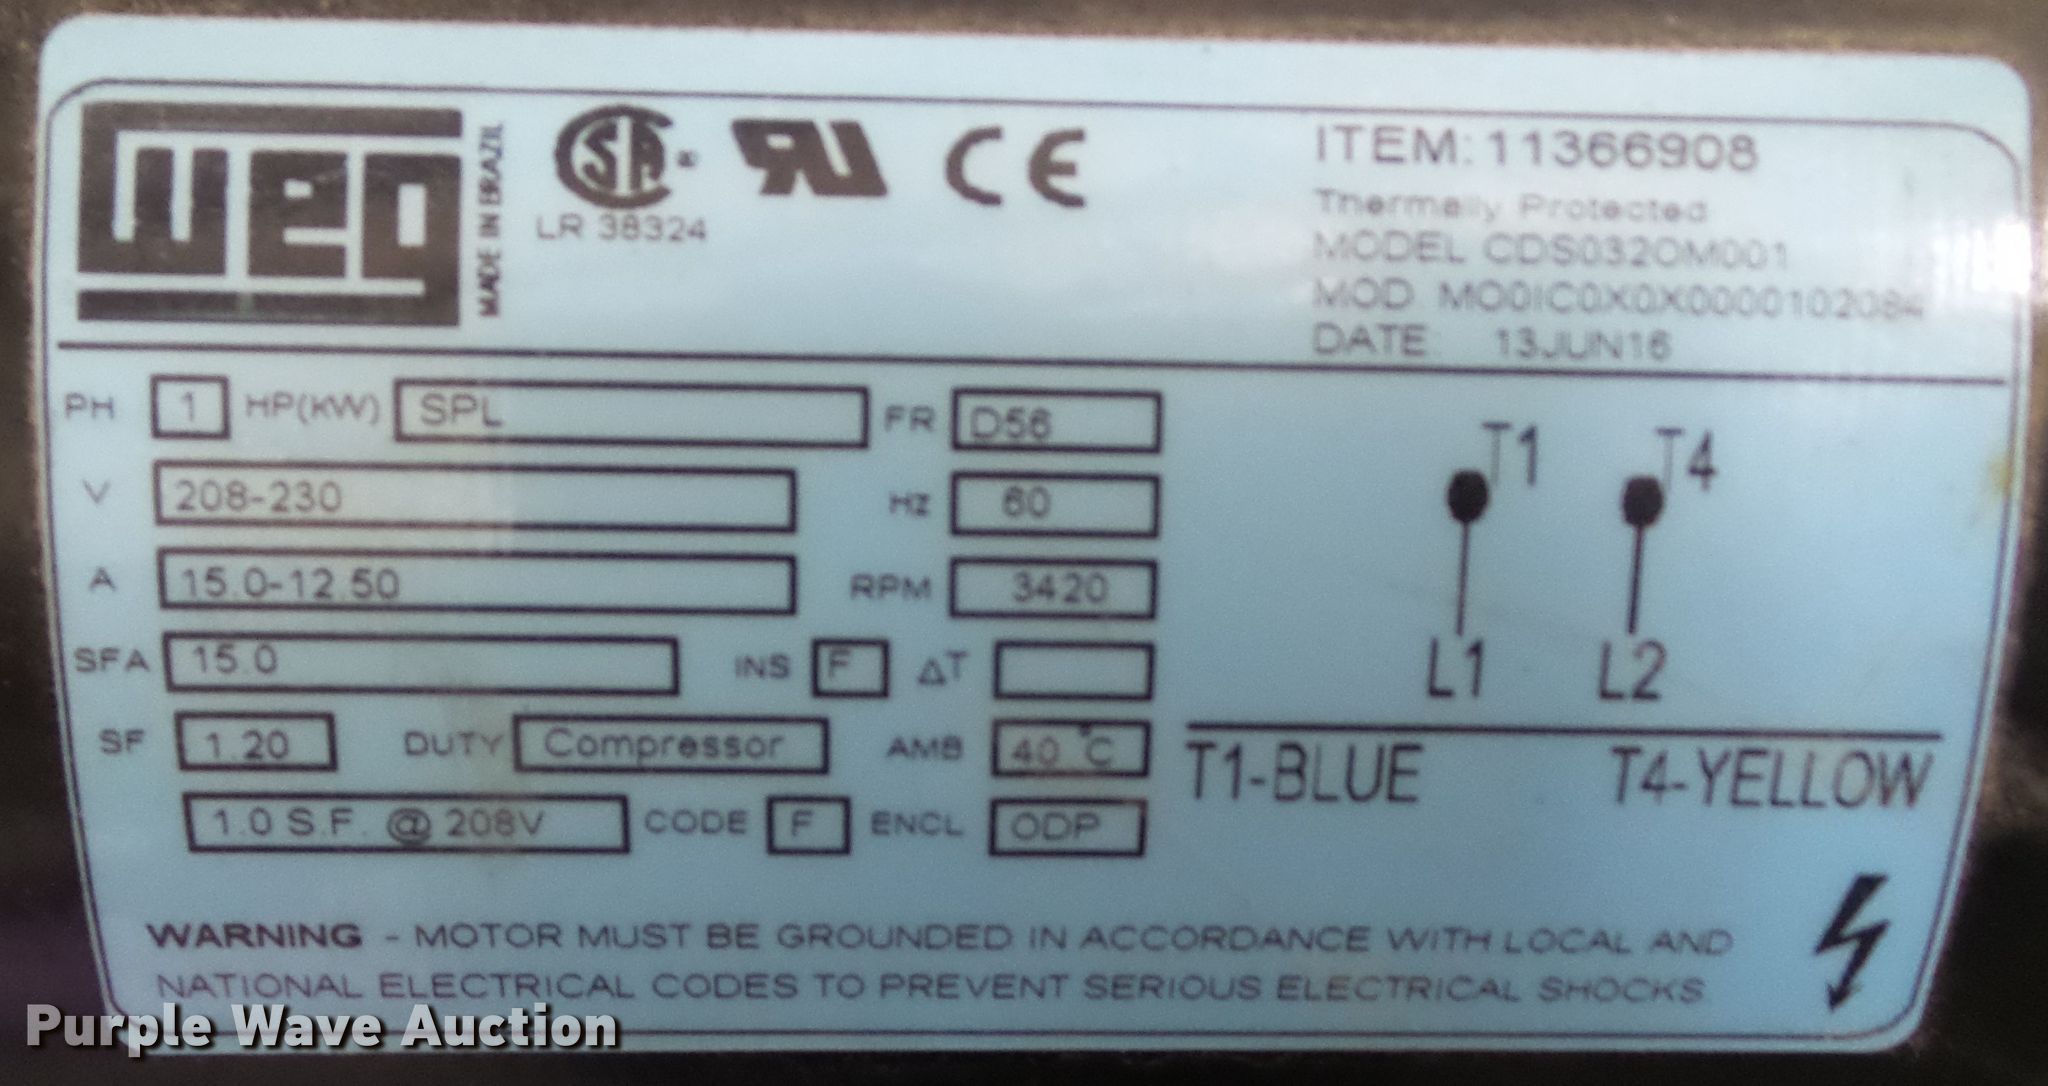 weg
MADE IN BRAZIL
SA ®
LR 38324
RU
CE
ITEM: 11366908
Thermally Protected
MODEL CDS032OM001
MOD MO0IC0X0X0000102084
DATE: 13JUN16
PH 1 HP(KW) SPL FR D56
V 208-230 HZ 60
A 15.0-12.50 RPM 3420
SFA 15.0 INS F ΔT
SF 1.20 DUTY Compressor AMB 40°C
1.0 S.F. @ 208V CODE F ENCL ODP
T1 T4
L1 L2
T1-BLUE T4-YELLOW
WARNING - MOTOR MUST BE GROUNDED IN ACCORDANCE WITH LOCAL AND
NATIONAL ELECTRICAL CODES TO PREVENT SERIOUS ELECTRICAL SHOCKS
Purple Wave Auction